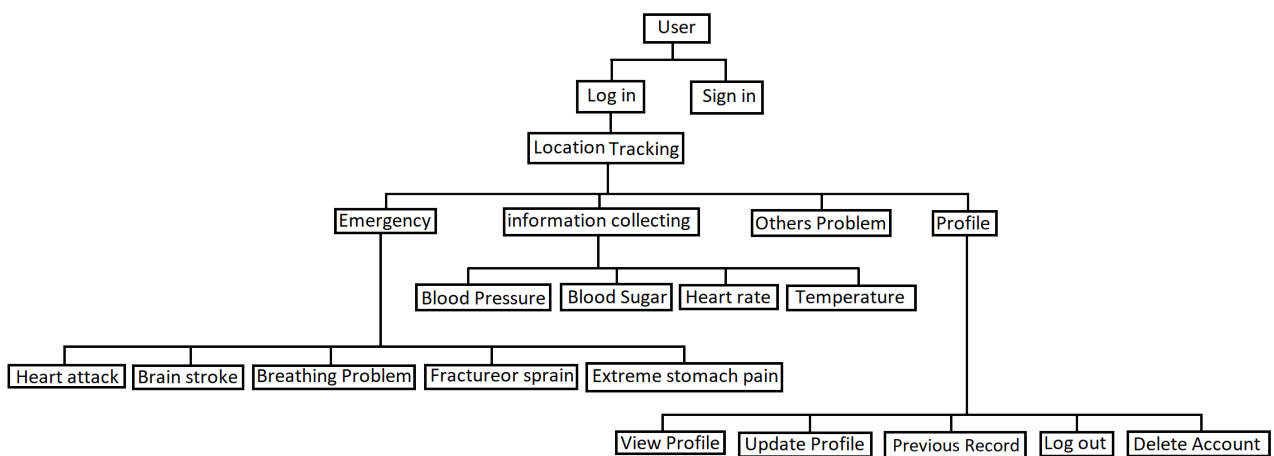 User
Log in
Sign in
Location Tracking
Emergency
information collecting
Others Problem
Profile
Blood Pressure
Blood Sugar
Heart rate
Temperature
Heart attack
Brain stroke
Breathing Problem
Fractureor sprain
Extreme stomach pain
View Profile
Update Profile
Previous Record
Log out
Delete Account